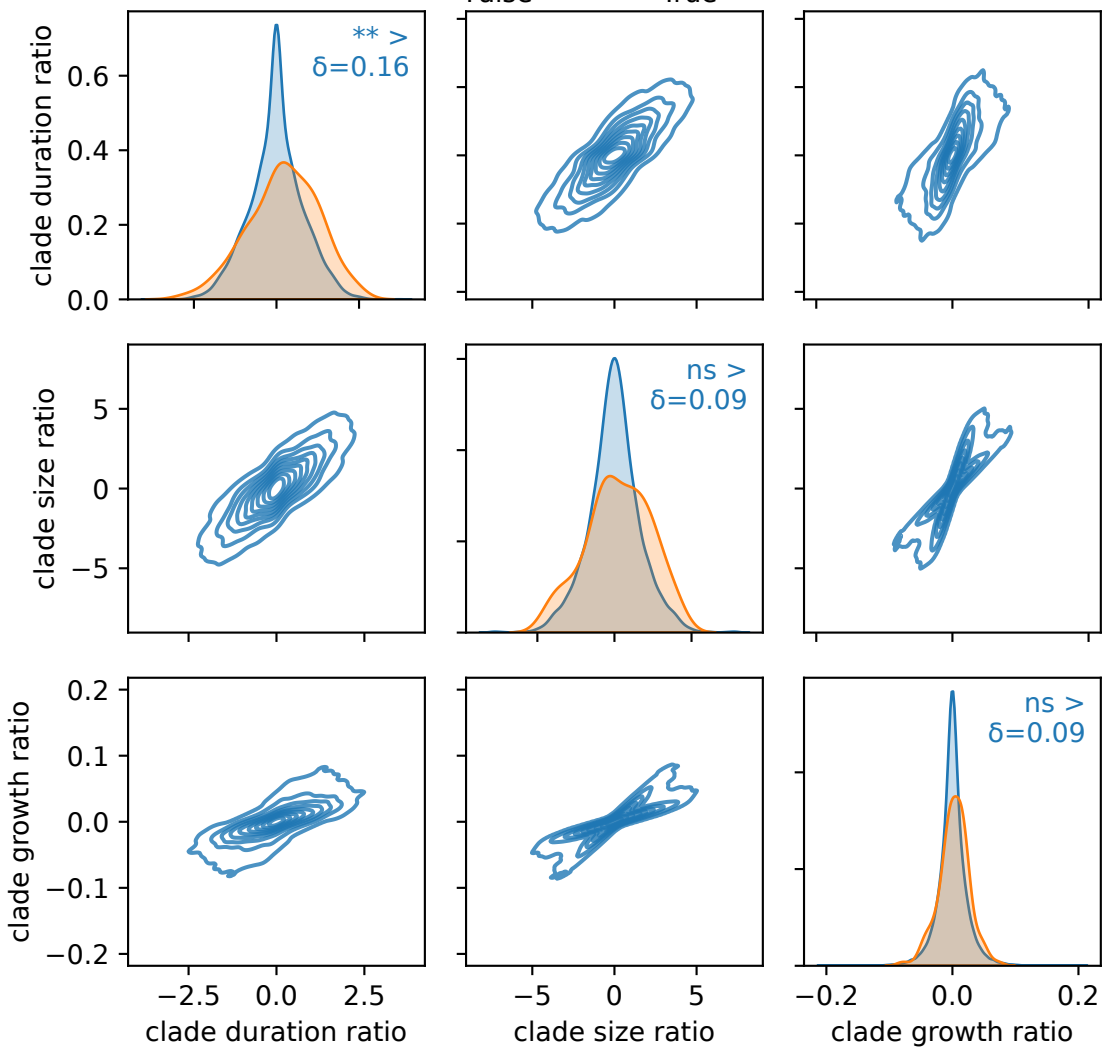 False True
clade duration ratio
0.6
0.4
0.2
0.0
** >
δ=0.16
clade size ratio
5
0
−5
ns >
δ=0.09
clade growth ratio
0.2
0.1
0.0
−0.1
−0.2
ns >
δ=0.09
−2.5 0.0 2.5
−5 0 5
−0.2 0.0 0.2
clade duration ratio
clade size ratio
clade growth ratio